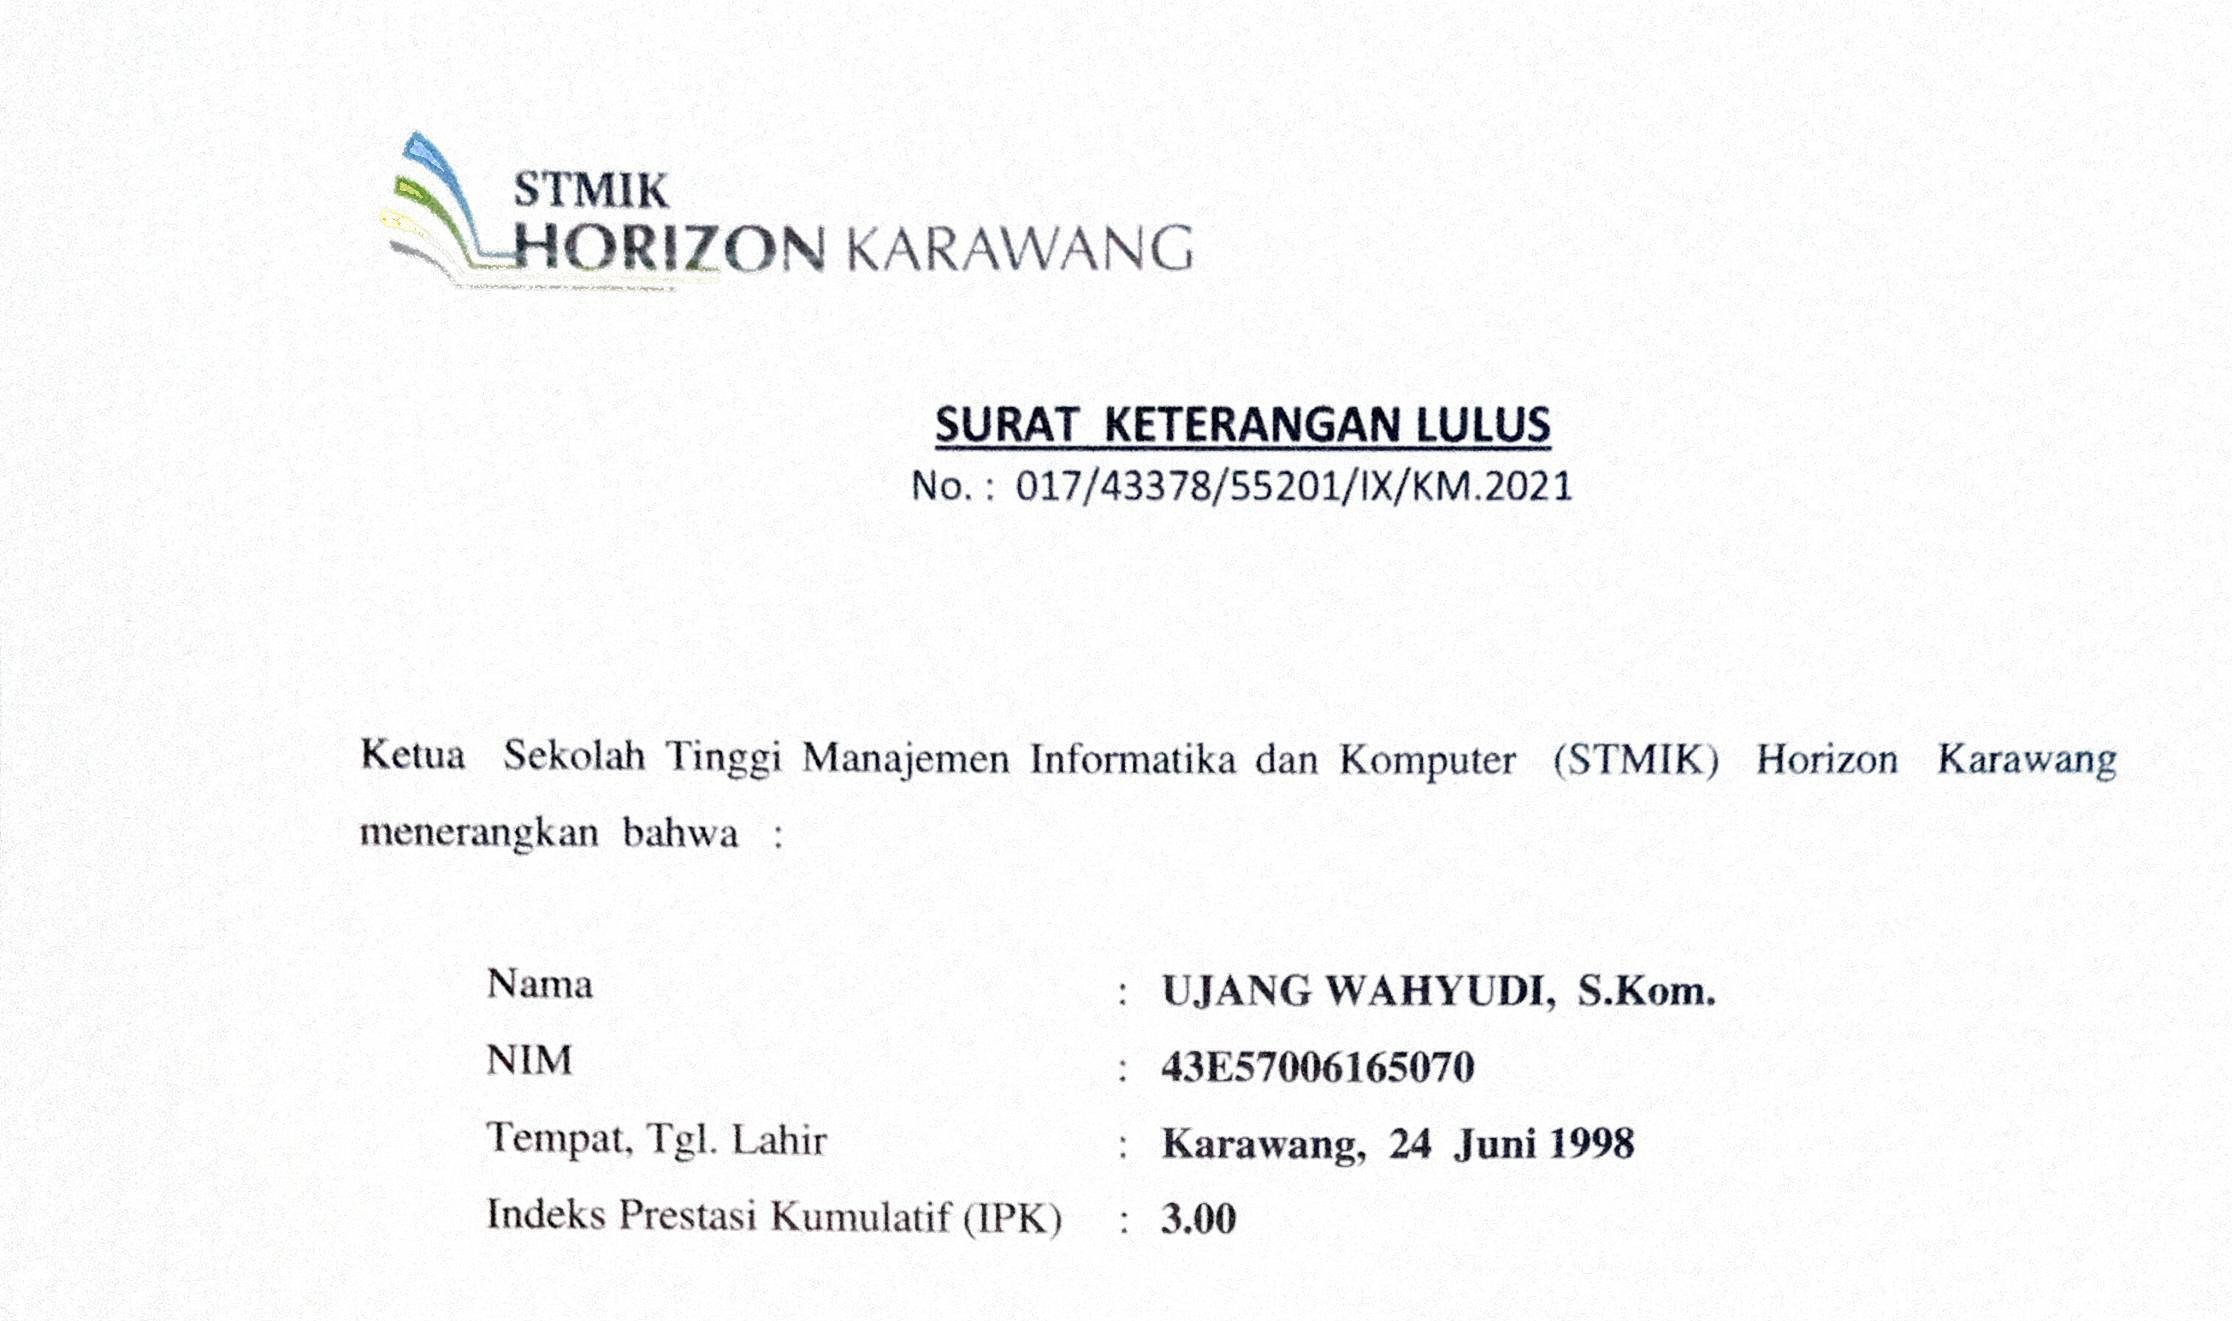 STMIK
HORIZON KARAWANG
SURAT KETERANGAN LULUS
No. : 017/43378/55201/IX/KM.2021
Ketua Sekolah Tinggi Manajemen Informatika dan Komputer (STMIK) Horizon Karawang
menerangkan bahwa :
Nama : UJANG WAHYUDI, S.Kom.
NIM : 43E57006165070
Tempat, Tgl. Lahir : Karawang, 24 Juni 1998
Indeks Prestasi Kumulatif (IPK) : 3.00